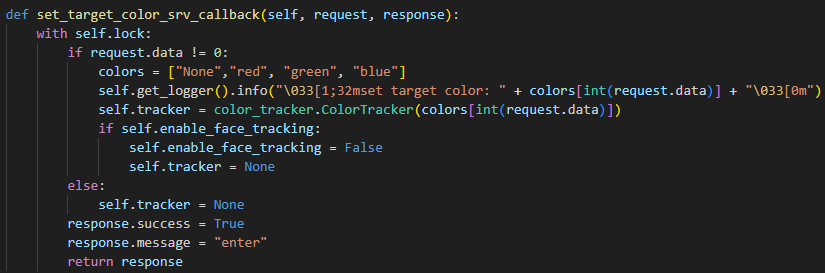 def set_target_color_srv_callback(self, request, response):
    with self.lock:
        if request.data != 0:
            colors = ["None","red", "green", "blue"]
            self.get_logger().info("\033[1;32mset target color: " + colors[int(request.data)] + "\033[0m")
            self.tracker = color_tracker.ColorTracker(colors[int(request.data)])
            if self.enable_face_tracking:
                self.enable_face_tracking = False
                self.tracker = None
        else:
            self.tracker = None
        response.success = True
        response.message = "enter"
        return response